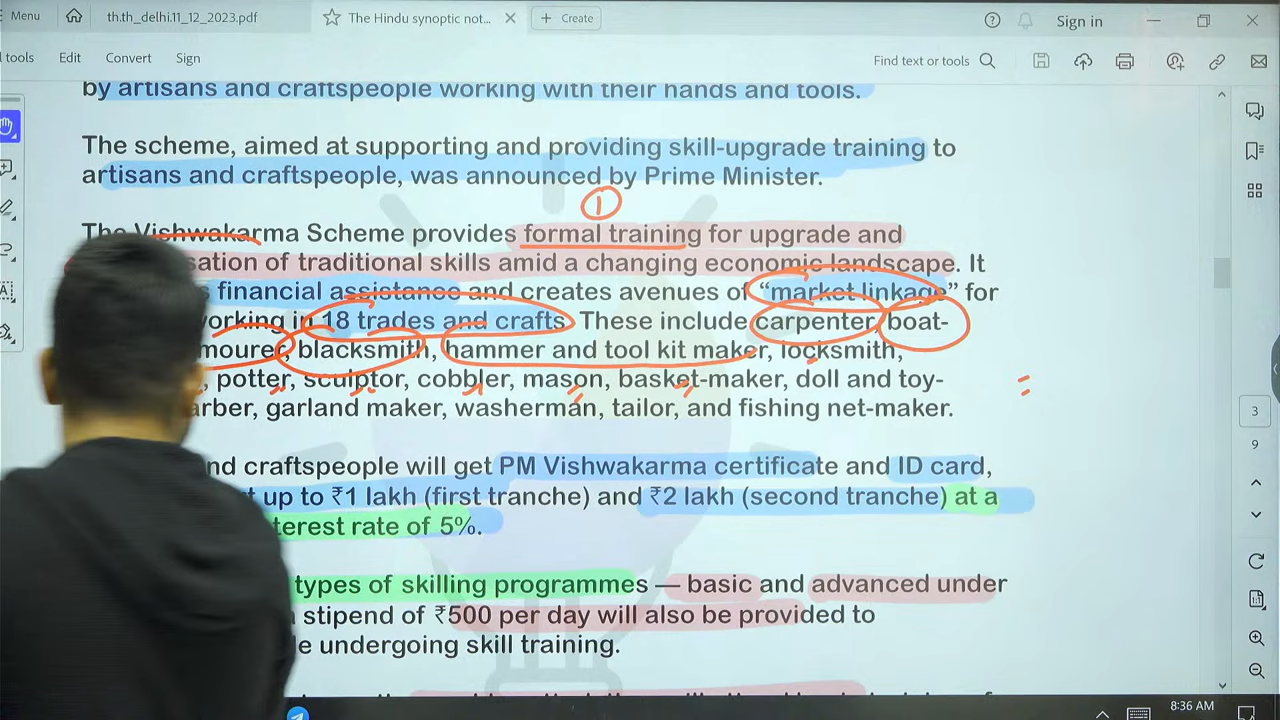 Menu
th.th_delhi.11_12_2023.pdf
The Hindu synoptic not...
+ Create
Sign in
tools
Edit
Convert
Sign
Find text or tools
by artisans and craftspeople working with their hands and tools.
The scheme, aimed at supporting and providing skill-upgrade training to
artisans and craftspeople, was announced by Prime Minister.
1
The Vishwakarma Scheme provides formal training for upgrade and
sation of traditional skills amid a changing economic landscape. It
financial assistance and creates avenues of “market linkage” for
orking in 18 trades and crafts. These include carpenter, boat-
mourer, blacksmith, hammer and tool kit maker, locksmith,
, potter, sculptor, cobbler, mason, basket-maker, doll and toy-
arber, garland maker, washerman, tailor, and fishing net-maker.
nd craftspeople will get PM Vishwakarma certificate and ID card,
t up to ₹1 lakh (first tranche) and ₹2 lakh (second tranche) at a
terest rate of 5%.
types of skilling programmes — basic and advanced under
stipend of ₹500 per day will also be provided to
e undergoing skill training.
3
9
8:36 AM